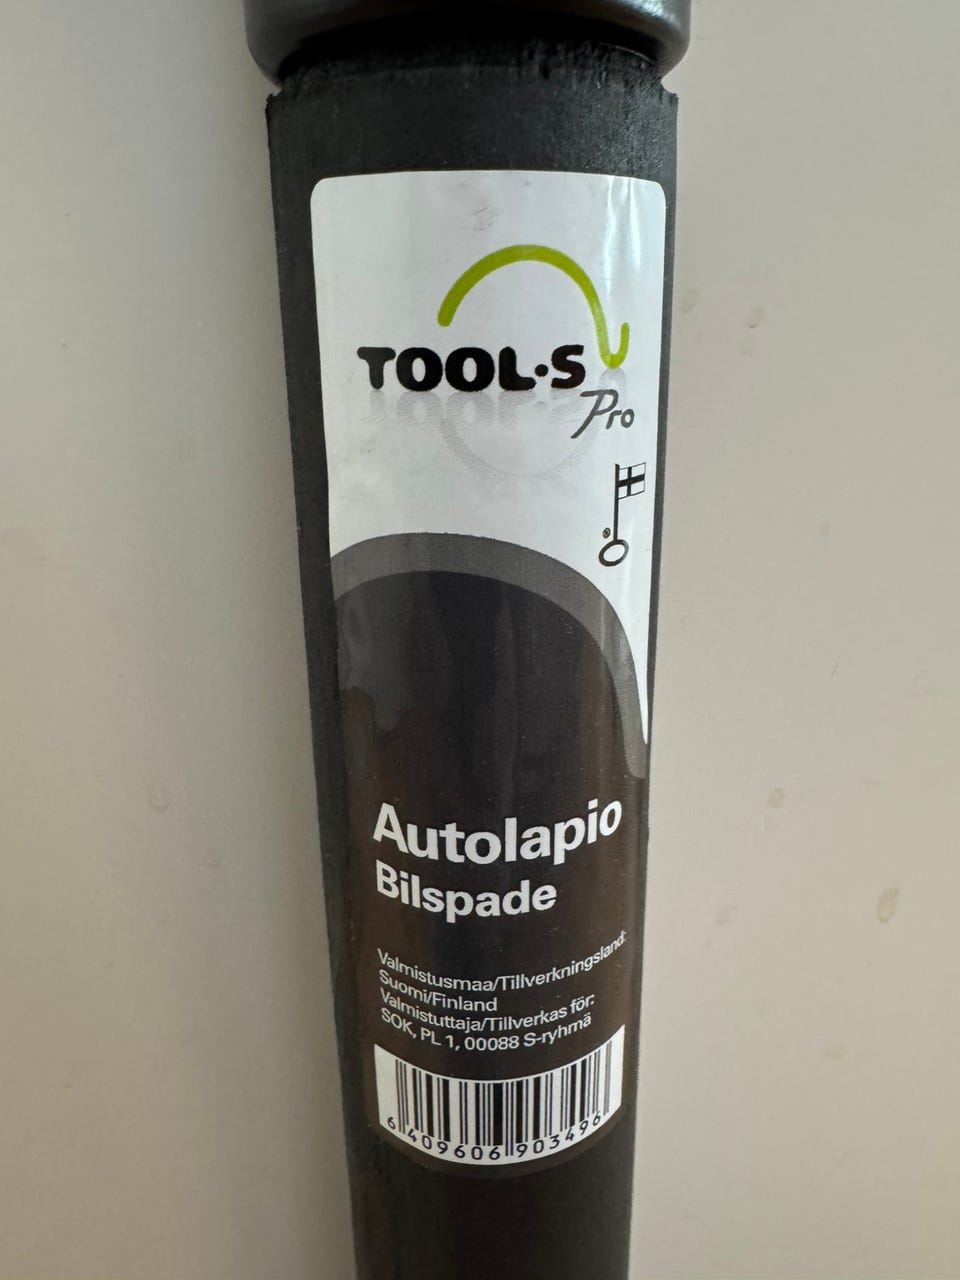 TOOL·S
Pro
®
Autolapio
Bilspade
Valmistusmaa/Tillverkningsland:
Suomi/Finland
Valmistuttaja/Tillverkas för:
SOK, PL 1, 00088 S-ryhmä
6 409606 903496